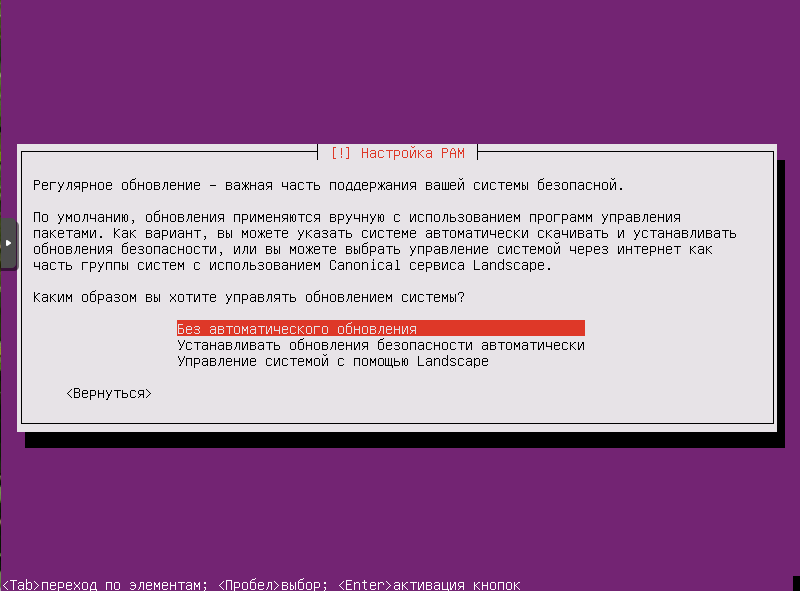 [!] Настройка PAM
Регулярное обновление – важная часть поддержания вашей системы безопасной.
По умолчанию, обновления применяются вручную с использованием программ управления
пакетами. Как вариант, вы можете указать системе автоматически скачивать и устанавливать
обновления безопасности, или вы можете выбрать управление системой через интернет как
часть группы систем с использованием Canonical сервиса Landscape.
Каким образом вы хотите управлять обновлением системы?
Без автоматического обновления
Устанавливать обновления безопасности автоматически
Управление системой с помощью Landscape
<Вернуться>
<Tab>переход по элементам; <Пробел>выбор; <Enter>активация кнопок